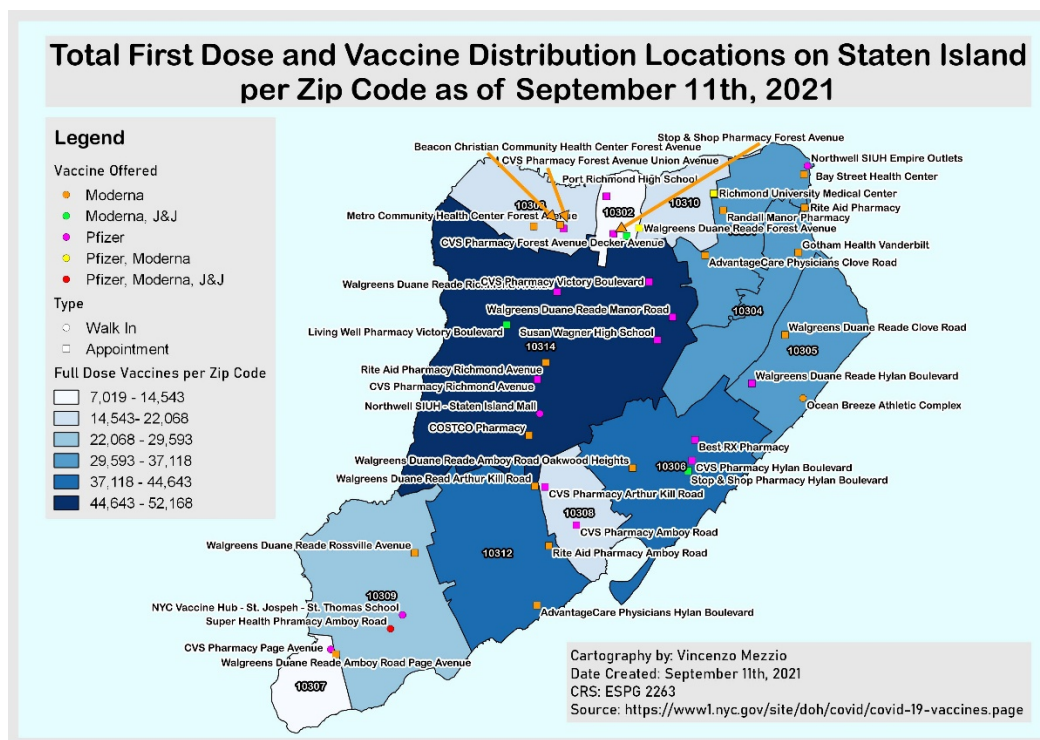 Total First Dose and Vaccine Distribution Locations on Staten Island
per Zip Code as of September 11th, 2021
Legend
Vaccine Offered
Moderna
Moderna, J&J
Pfizer
Pfizer, Moderna
Pfizer, Moderna, J&J
Type
Walk In
Appointment
Full Dose Vaccines per Zip Code
7,019 - 14,543
14,543- 22,068
22,068 - 29,593
29,593 - 37,118
37,118 - 44,643
44,643 - 52,168
Stop & Shop Pharmacy Forest Avenue
Beacon Christian Community Health Center Forest Avenue
CVS Pharmacy Forest Avenue Union Avenue
Northwell SIUH Empire Outlets
Port Richmond High School
Bay Street Health Center
Richmond University Medical Center
10310
10302
Rite Aid Pharmacy
Metro Community Health Center Forest Avenue
Randall Manor Pharmacy
Walgreens Duane Reade Forest Avenue
CVS Pharmacy Forest Avenue Decker Avenue
Gotham Health Vanderbilt
AdvantageCare Physicians Clove Road
Walgreens Duane Reade
CVS Pharmacy Victory Boulevard
Walgreens Duane Reade Manor Road
10304
Living Well Pharmacy Victory Boulevard
Susan Wagner High School
Walgreens Duane Reade Clove Road
10314
10305
Rite Aid Pharmacy Richmond Avenue
CVS Pharmacy Richmond Avenue
Walgreens Duane Reade Hylan Boulevard
Northwell SIUH - Staten Island Mall
Ocean Breeze Athletic Complex
COSTCO Pharmacy
Best RX Pharmacy
Walgreens Duane Reade Amboy Road Oakwood Heights
10306
CVS Pharmacy Hylan Boulevard
Walgreens Duane Read Arthur Kill Road
Stop & Shop Pharmacy Hylan Boulevard
CVS Pharmacy Arthur Kill Road
10308
CVS Pharmacy Amboy Road
Walgreens Duane Reade Rossville Avenue
10312
Rite Aid Pharmacy Amboy Road
10309
NYC Vaccine Hub - St. Jospeh - St. Thomas School
Super Health Phramacy Amboy Road
AdvantageCare Physicians Hylan Boulevard
CVS Pharmacy Page Avenue
Walgreens Duane Reade Amboy Road Page Avenue
10307
Cartography by: Vincenzo Mezzio
Date Created: September 11th, 2021
CRS: ESPG 2263
Source: https://www1.nyc.gov/site/doh/covid/covid-19-vaccines.page